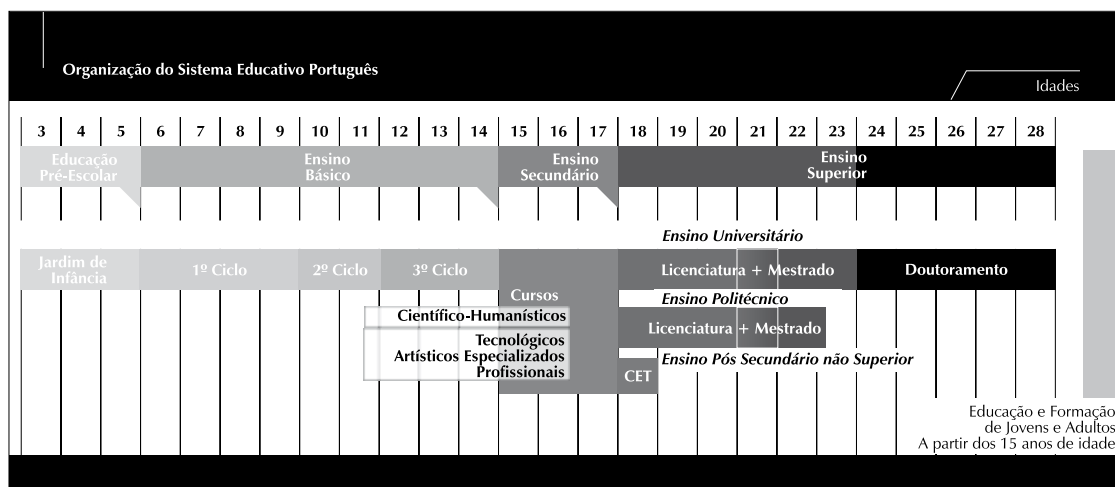 Organização do Sistema Educativo Português
Idades
3 4 5 6 7 8 9 10 11 12 13 14 15 16 17 18 19 20 21 22 23 24 25 26 27 28
Educação
Pré-Escolar
Ensino
Básico
Ensino
Secundário
Ensino
Superior
Ensino Universitário
Jardim de
Infância
1º Ciclo
2º Ciclo
3º Ciclo
Licenciatura + Mestrado
Doutoramento
Cursos
Ensino Politécnico
Científico-Humanísticos
Licenciatura + Mestrado
Tecnológicos
Artísticos Especializados
Profissionais
Ensino Pós Secundário não Superior
CET
Educação e Formação
de Jovens e Adultos
A partir dos 15 anos de idade